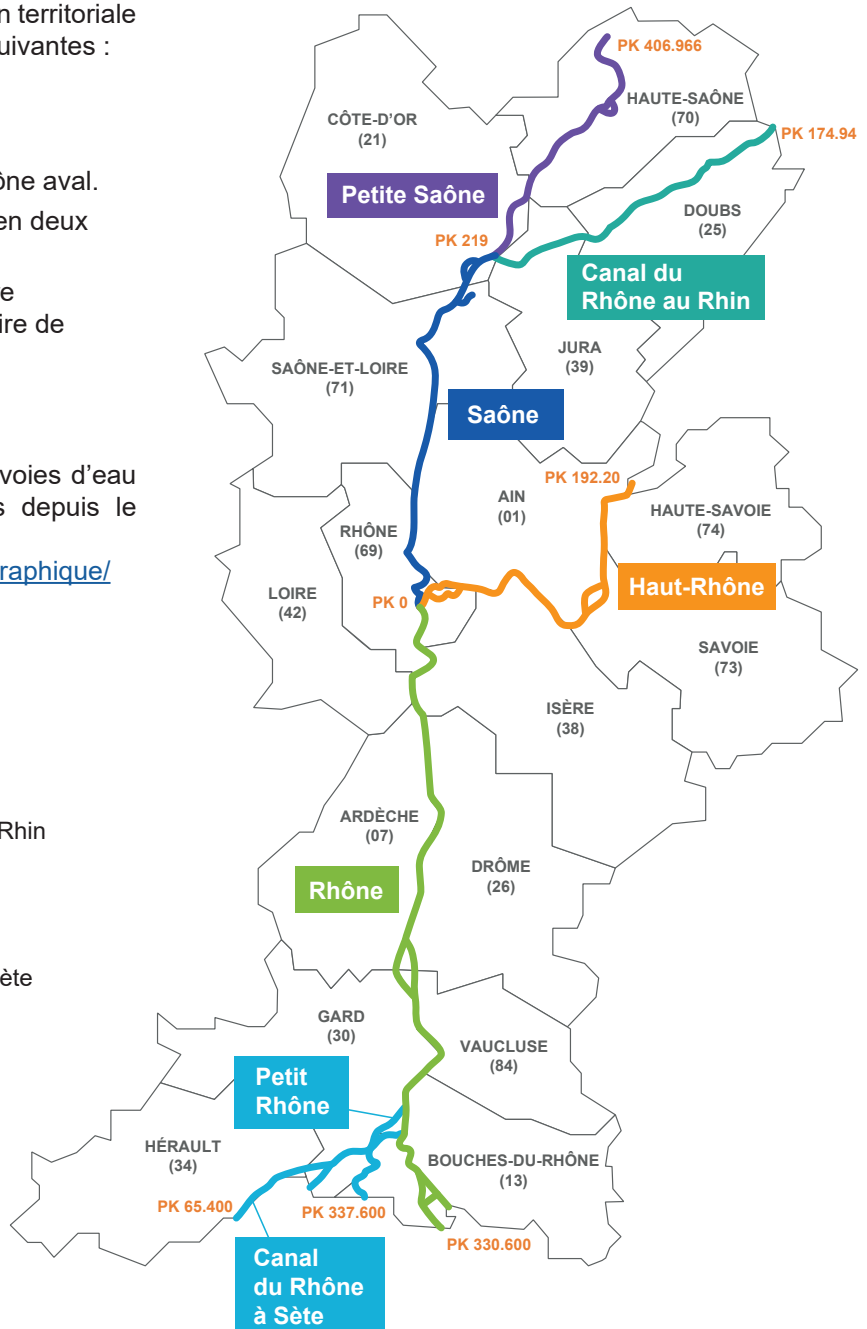 n territoriale
uivantes :
ône aval.
en deux
e
ire de
voies d'eau
s depuis le
raphique/
Rhin
ète
PK 406.966
HAUTE-SAÔNE
(70)
CÔTE-D'OR
(21)
PK 174.94
Petite Saône
DOUBS
(25)
PK 219
Canal du
Rhône au Rhin
JURA
(39)
SAÔNE-ET-LOIRE
(71)
Saône
PK 192.20
AIN
(01)
HAUTE-SAVOIE
(74)
RHÔNE
(69)
LOIRE
(42)
PK 0
Haut-Rhône
SAVOIE
(73)
ISÈRE
(38)
ARDÈCHE
(07)
DRÔME
(26)
Rhône
GARD
(30)
VAUCLUSE
(84)
Petit
Rhône
HÉRAULT
(34)
BOUCHES-DU-RHÔNE
(13)
PK 65.400
PK 337.600
PK 330.600
Canal
du Rhône
à Sète